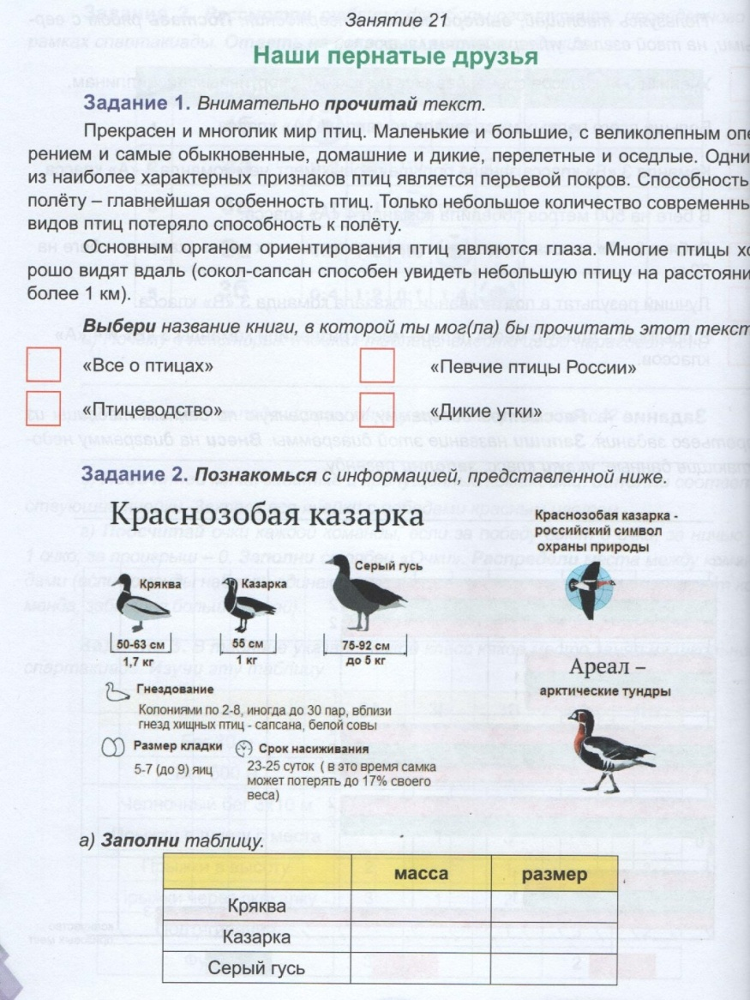 Занятие 21
Наши пернатые друзья
Задание 1. Внимательно прочитай текст.
Прекрасен и многолик мир птиц. Маленькие и большие, с великолепным опе-
рением и самые обыкновенные, домашние и дикие, перелетные и оседлые. Одни
из наиболее характерных признаков птиц является перьевой покров. Способность
полёту – главнейшая особенность птиц. Только небольшое количество современны
видов птиц потеряло способность к полёту.
Основным органом ориентирования птиц являются глаза. Многие птицы хо
рошо видят вдаль (сокол-сапсан способен увидеть небольшую птицу на расстояни
более 1 км).
Выбери название книги, в которой ты мог(ла) бы прочитать этот текст
«Все о птицах»
«Певчие птицы России»
«Птицеводство»
«Дикие утки»
Задание 2. Познакомься с информацией, представленной ниже.
Краснозобая казарка
Краснозобая казарка -
российский символ
охраны природы
Кряква
Казарка
Серый гусь
50-63 см
55 см
75-92 см
1,7 кг
1 кг
до 5 кг
Ареал –
арктические тундры
Гнездование
Колониями по 2-8, иногда до 30 пар, вблизи
гнезд хищных птиц - сапсана, белой совы
Размер кладки
5-7 (до 9) яиц
Срок насиживания
23-25 суток ( в это время самка
может потерять до 17% своего
веса)
а) Заполни таблицу.
масса размер
Кряква
Казарка
Серый гусь